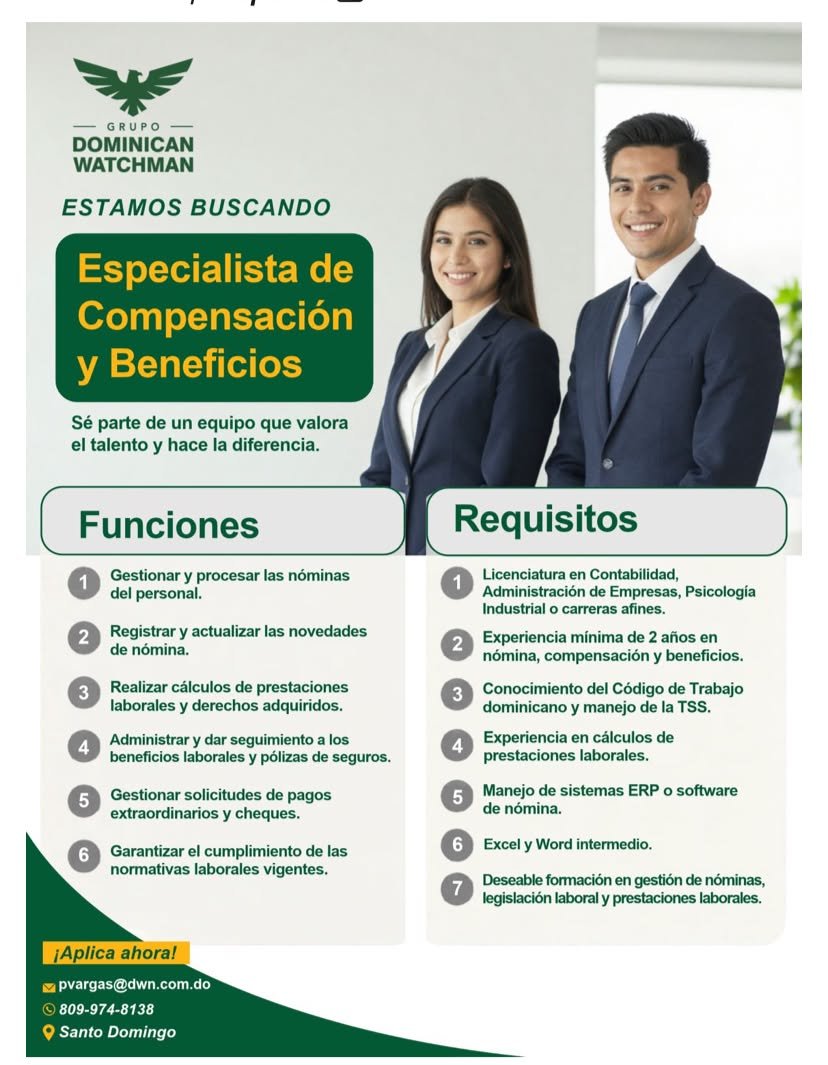 GRUPO
DOMINICAN
WATCHMAN
ESTAMOS BUSCANDO
Especialista de
Compensación
y Beneficios
Sé parte de un equipo que valora
el talento y hace la diferencia.
Funciones
1 Gestionar y procesar las nóminas
del personal.
2 Registrar y actualizar las novedades
de nómina.
3 Realizar cálculos de prestaciones
laborales y derechos adquiridos.
4 Administrar y dar seguimiento a los
beneficios laborales y pólizas de seguros.
5 Gestionar solicitudes de pagos
extraordinarios y cheques.
6 Garantizar el cumplimiento de las
normativas laborales vigentes.
Requisitos
1 Licenciatura en Contabilidad,
Administración de Empresas, Psicología
Industrial o carreras afines.
2 Experiencia mínima de 2 años en
nómina, compensación y beneficios.
3 Conocimiento del Código de Trabajo
dominicano y manejo de la TSS.
4 Experiencia en cálculos de
prestaciones laborales.
5 Manejo de sistemas ERP o software
de nómina.
6 Excel y Word intermedio.
7 Deseable formación en gestión de nóminas,
legislación laboral y prestaciones laborales.
¡Aplica ahora!
pvargas@dwn.com.do
809-974-8138
Santo Domingo